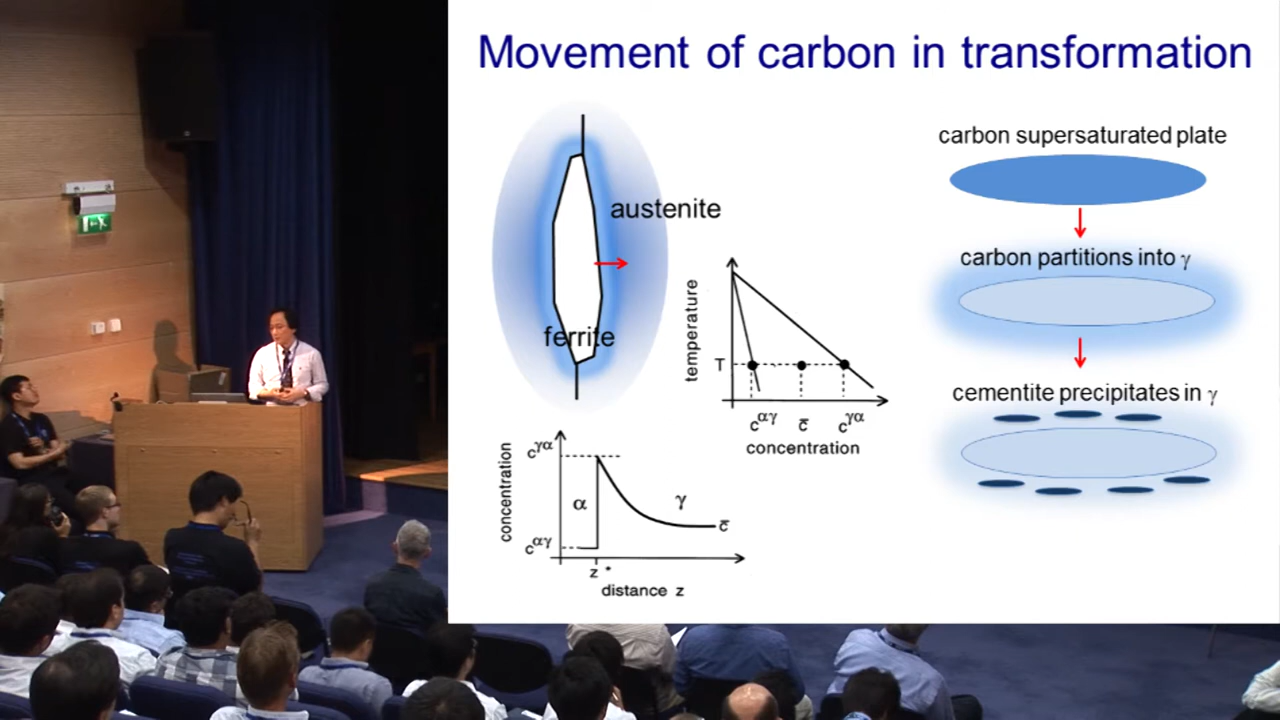 Movement of carbon in transformation
austenite
ferrite
temperature
T
c^αγ
c̄
c^γα
concentration
concentration
c^γα
α
γ
c̄
c^αγ
z*
distance z
carbon supersaturated plate
carbon partitions into γ
cementite precipitates in γ